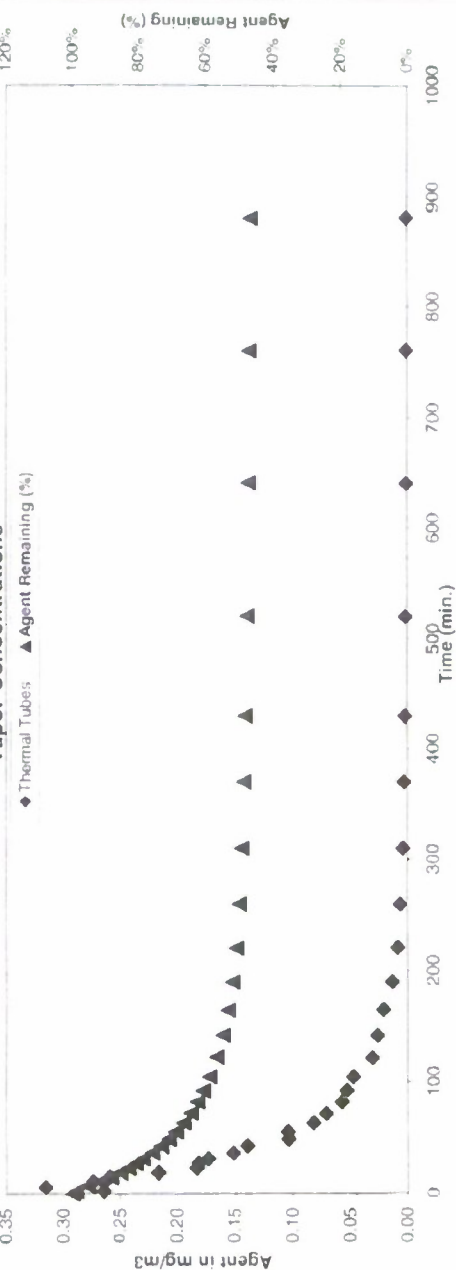 Vapor Concentrations
◆ Thermal Tubes ▲ Agent Remaining (%)
Agent in mg/m3
0.35
0.30
0.25
0.20
0.15
0.10
0.05
0.00
Agent Remaining (%)
120%
100%
80%
60%
40%
20%
0%
0 100 200 300 400 500 600 700 800 900 1000
Time (min.)